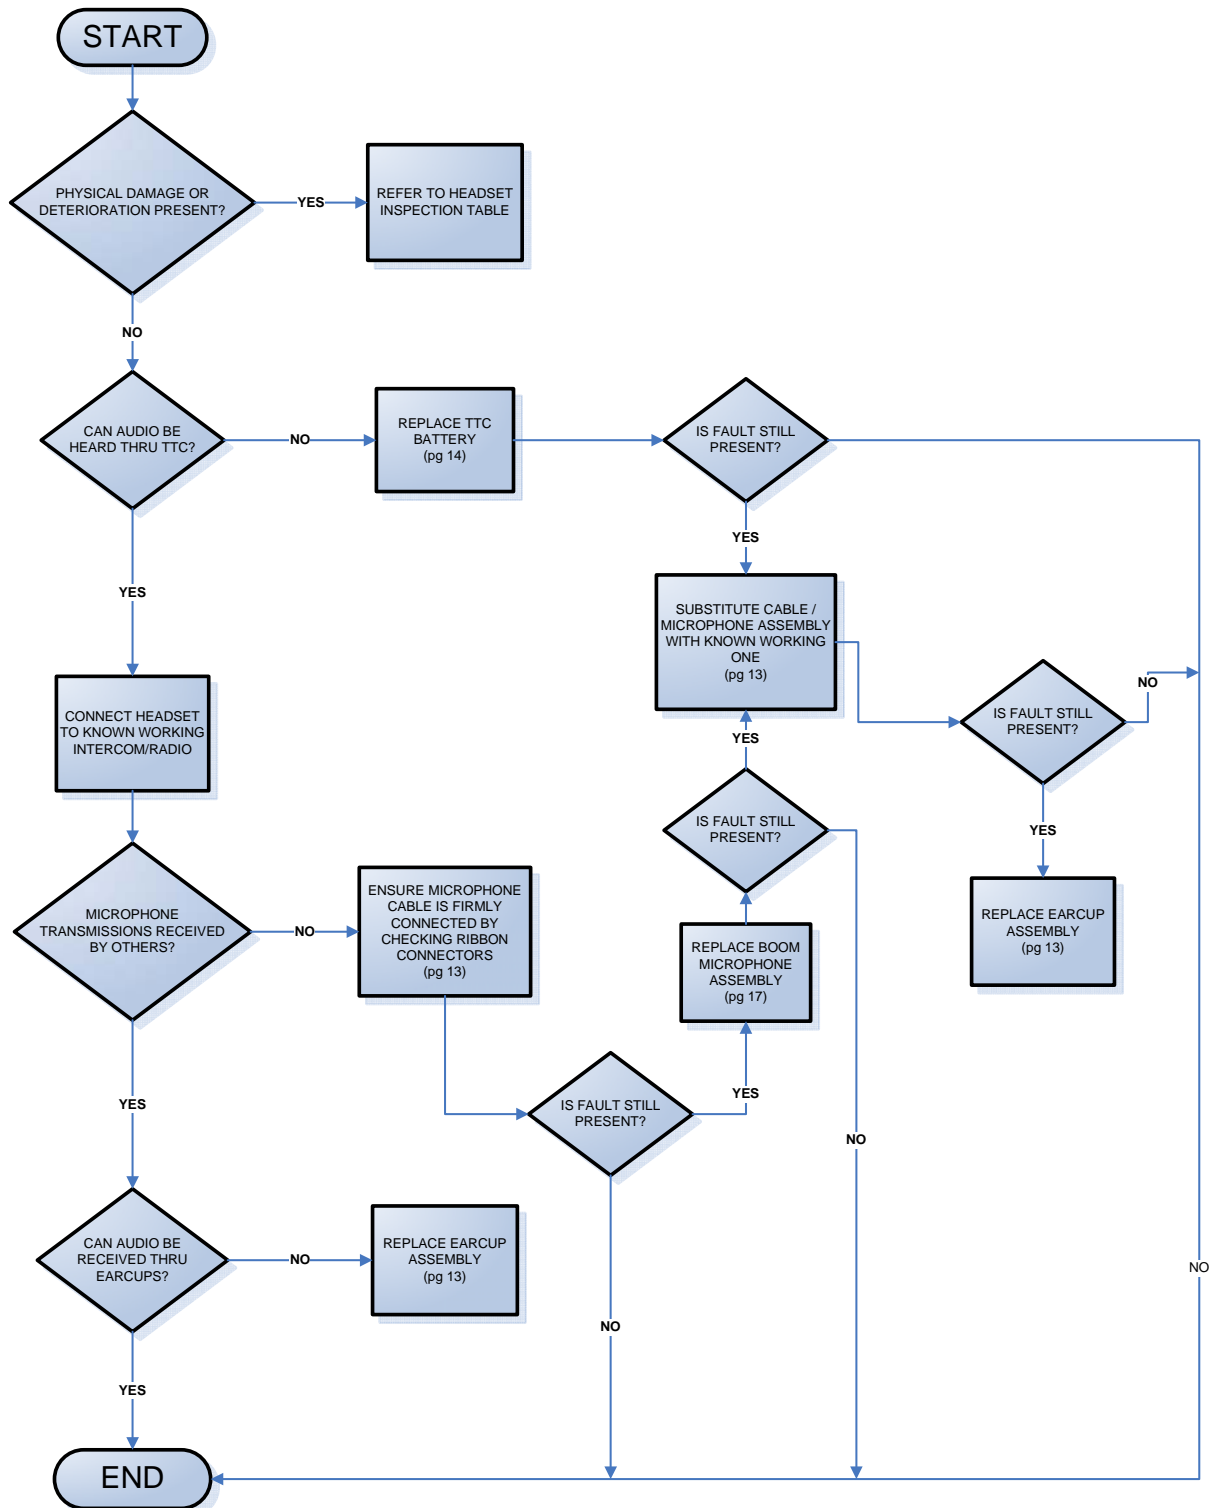 START
PHYSICAL DAMAGE OR
DETERIORATION PRESENT?
YES
REFER TO HEADSET
INSPECTION TABLE
NO
CAN AUDIO BE
HEARD THRU TTC?
NO
REPLACE TTC
BATTERY
(pg 14)
IS FAULT STILL
PRESENT?
YES
YES
SUBSTITUTE CABLE /
MICROPHONE ASSEMBLY
WITH KNOWN WORKING
ONE
(pg 13)
IS FAULT STILL
PRESENT?
NO
YES
REPLACE EARCUP
ASSEMBLY
(pg 13)
CONNECT HEADSET
TO KNOWN WORKING
INTERCOM/RADIO
YES
IS FAULT STILL
PRESENT?
MICROPHONE
TRANSMISSIONS RECEIVED
BY OTHERS?
NO
ENSURE MICROPHONE
CABLE IS FIRMLY
CONNECTED BY
CHECKING RIBBON
CONNECTORS
(pg 13)
REPLACE BOOM
MICROPHONE
ASSEMBLY
(pg 17)
YES
IS FAULT STILL
PRESENT?
YES
NO
CAN AUDIO BE
RECEIVED THRU
EARCUPS?
NO
REPLACE EARCUP
ASSEMBLY
(pg 13)
NO
NO
YES
END